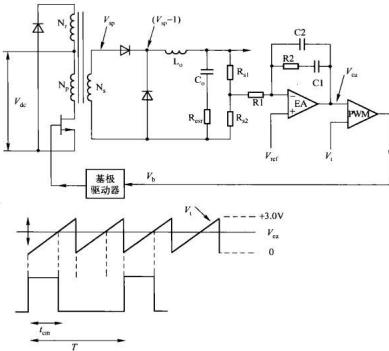 N_r
V_sp
(V_sp−1)
L_o
C2
R2
C1
V_ea
N_p
N_s
C_o
R_s1
R1
EA
PWM
V_dc
R_esr
R_s2
V_ref
V_t
基极
驱动器
V_b
V_t
+3.0V
V_ea
0
t_on
T